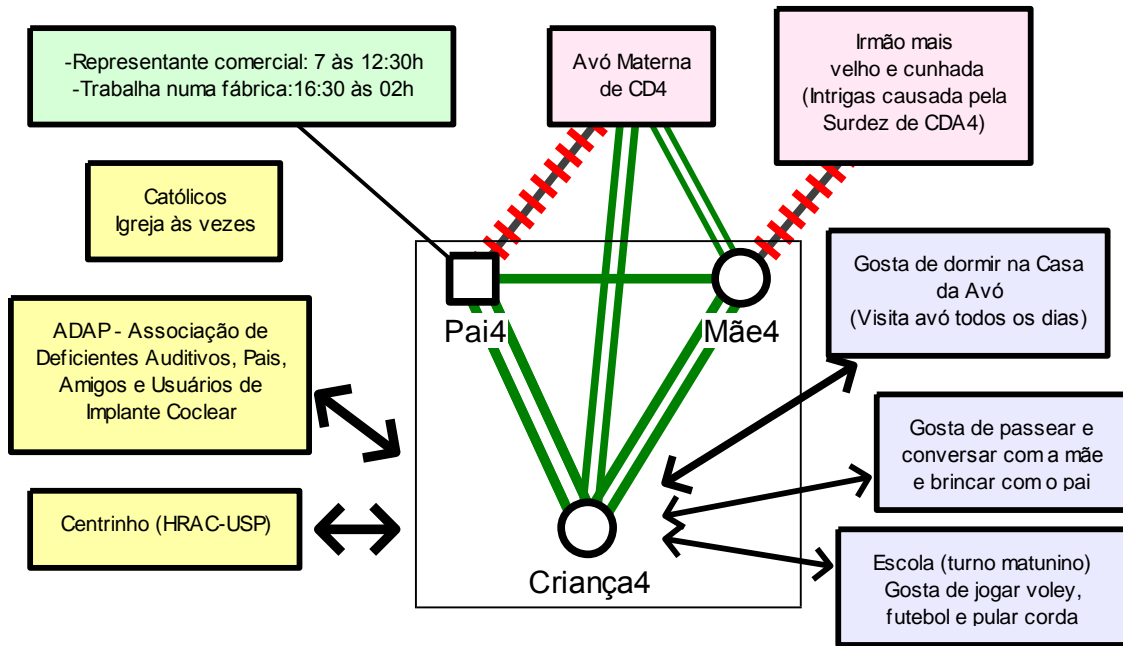 -Representante comercial: 7 às 12:30h
-Trabalha numa fábrica:16:30 às 02h
Avó Materna
de CD4
Irmão mais
velho e cunhada
(Intrigas causada pela
Surdez de CDA4)
Católicos
Igreja às vezes
ADAP - Associação de
Deficientes Auditivos, Pais,
Amigos e Usuários de
Implante Coclear
Centrinho (HRAC-USP)
Pai4
Mãe4
Criança4
Gosta de dormir na Casa
da Avó
(Visita avó todos os dias)
Gosta de passear e
conversar com a mãe
e brincar com o pai
Escola (turno matunino)
Gosta de jogar voley,
futebol e pular corda